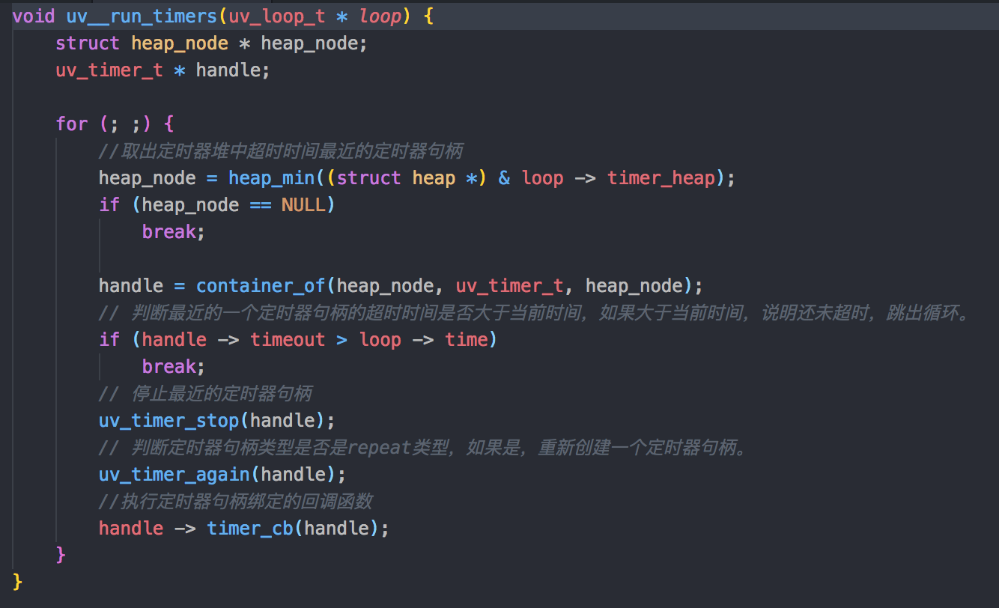 void uv__run_timers(uv_loop_t * loop) {
    struct heap_node * heap_node;
    uv_timer_t * handle;

    for (; ;) {
        //取出定时器堆中超时时间最近的定时器句柄
        heap_node = heap_min((struct heap *) & loop -> timer_heap);
        if (heap_node == NULL)
            break;

        handle = container_of(heap_node, uv_timer_t, heap_node);
        // 判断最近的一个定时器句柄的超时时间是否大于当前时间，如果大于当前时间，说明还未超时，跳出循环。
        if (handle -> timeout > loop -> time)
            break;
        // 停止最近的定时器句柄
        uv_timer_stop(handle);
        // 判断定时器句柄类型是否是repeat类型，如果是，重新创建一个定时器句柄。
        uv_timer_again(handle);
        //执行定时器句柄绑定的回调函数
        handle -> timer_cb(handle);
    }
}